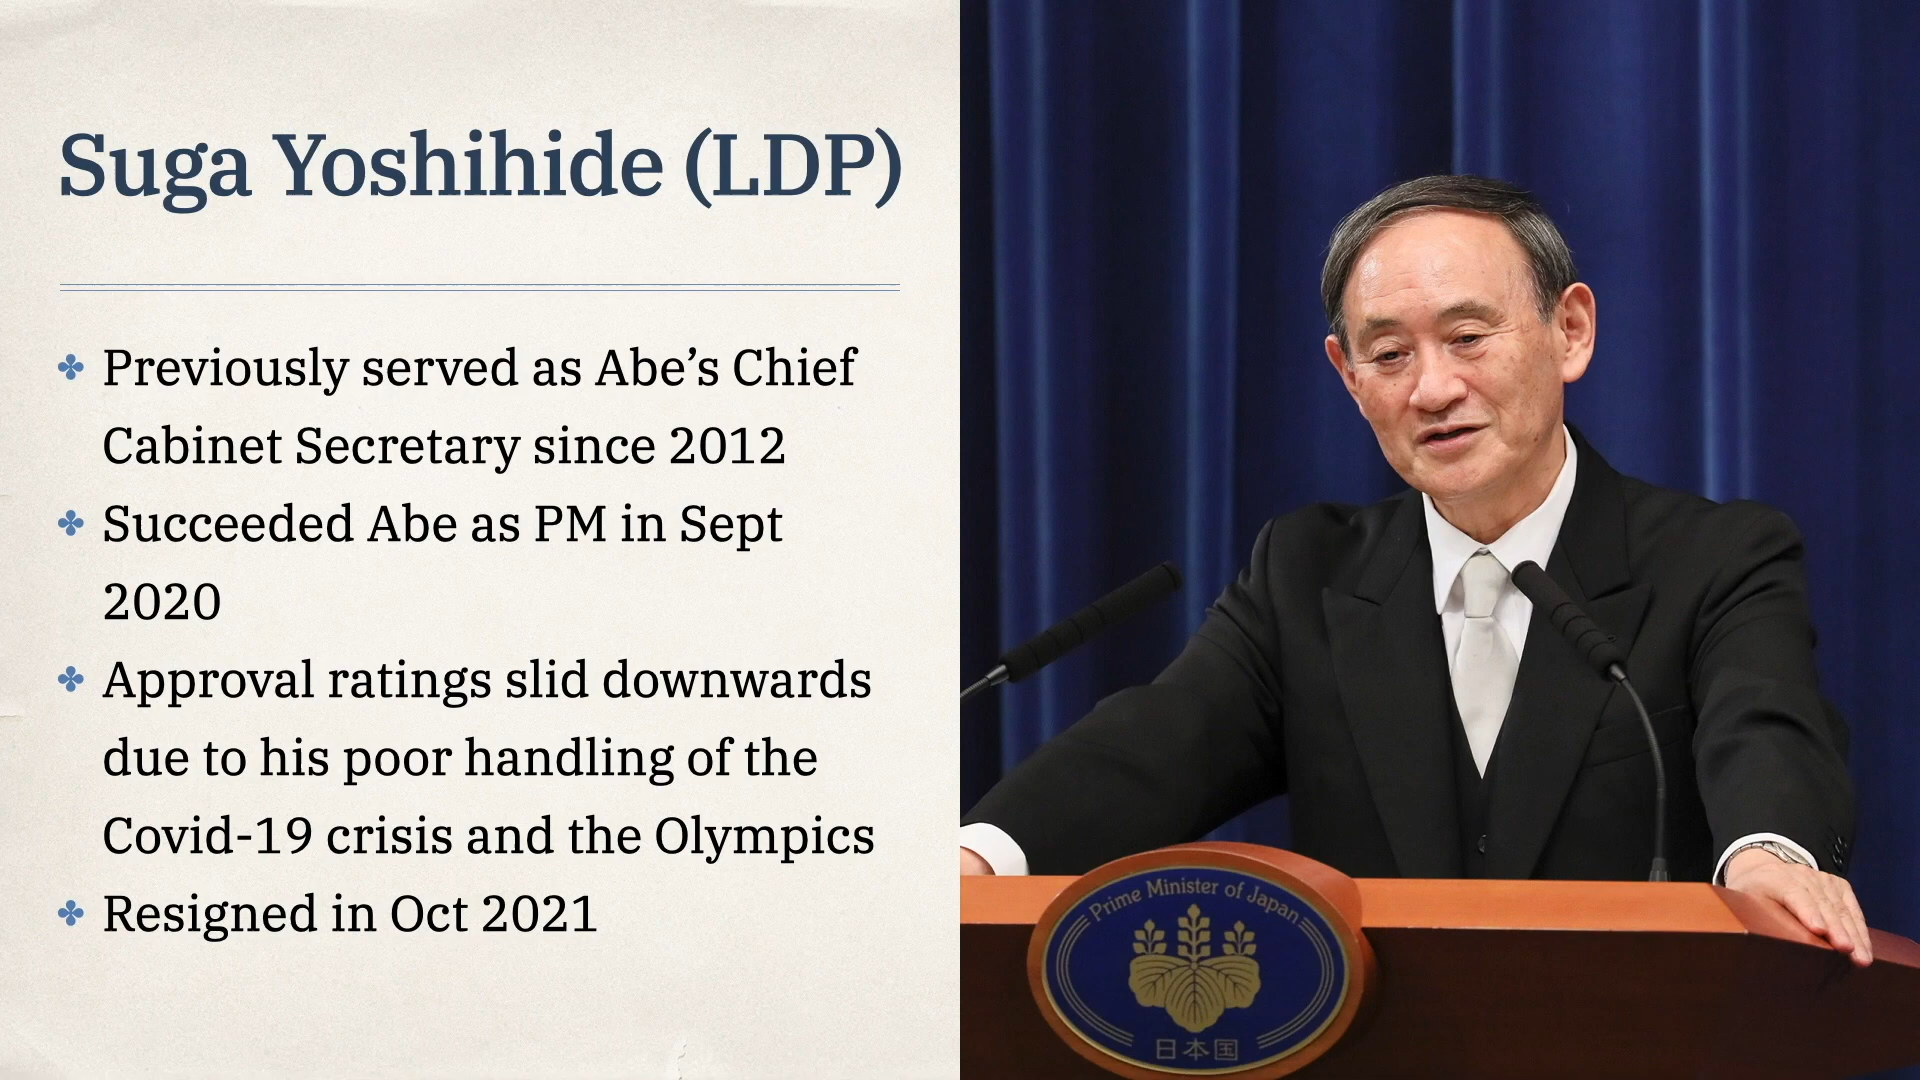 Suga Yoshihide (LDP)
Previously served as Abe’s Chief
Cabinet Secretary since 2012
Succeeded Abe as PM in Sept
2020
Approval ratings slid downwards
due to his poor handling of the
Covid-19 crisis and the Olympics
Resigned in Oct 2021
Prime Minister of Japan
日本国